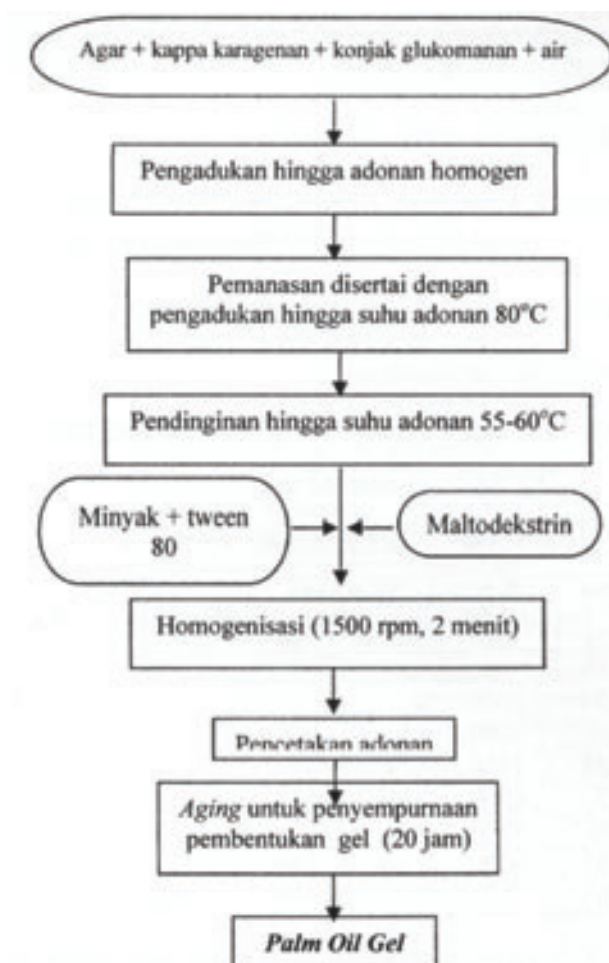 Agar + kappa karagenan + konjak glukomanan + air
Pengadukan hingga adonan homogen
Pemanasan disertai dengan
pengadukan hingga suhu adonan 80°C
Pendinginan hingga suhu adonan 55-60°C
Minyak + tween
80
Maltodekstrin
Homogenisasi (1500 rpm, 2 menit)
Pencetakan adonan
Aging untuk penyempurnaan
pembentukan gel (20 jam)
Palm Oil Gel